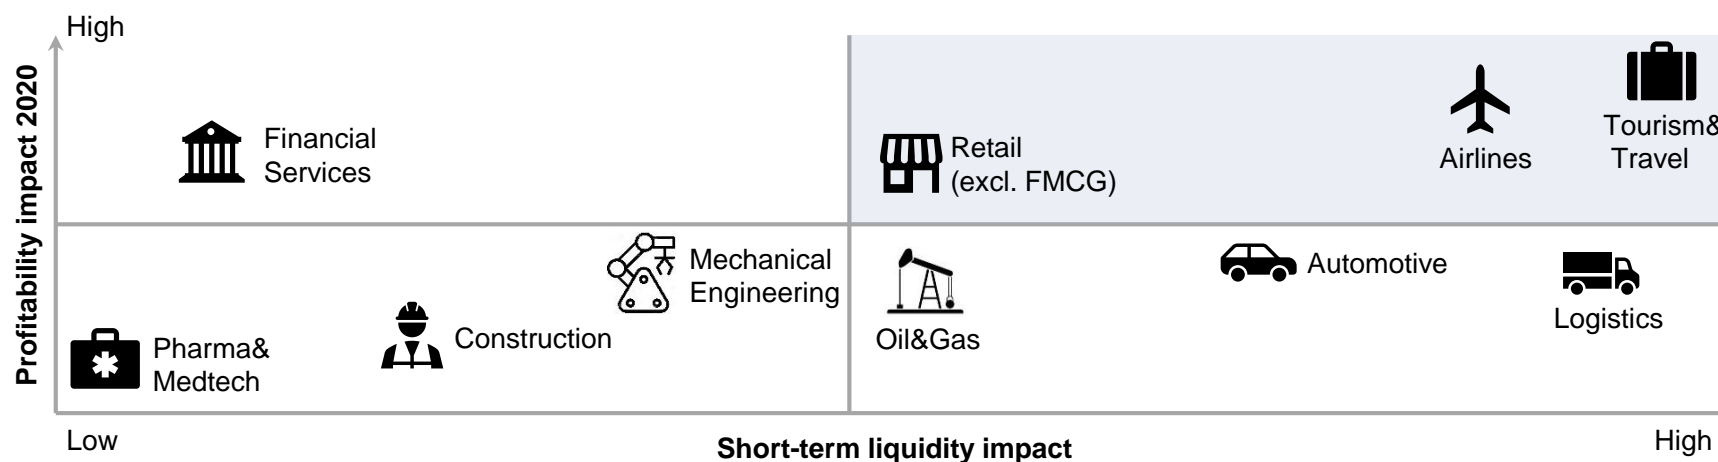 High
Profitability impact 2020
Financial
Services
Retail
(excl. FMCG)
Airlines
Tourism&
Travel
Mechanical
Engineering
Construction
Pharma&
Medtech
Oil&Gas
Automotive
Logistics
Low
Short-term liquidity impact
High